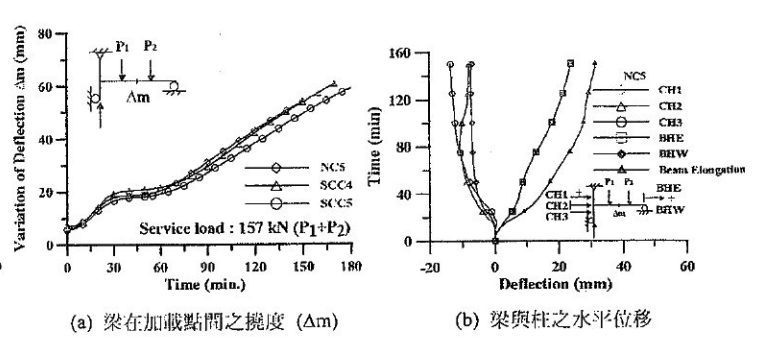 80
60
40
20
0
Variation of Deflection Δm (mm)
P1 P2
Δm
NC5
SCC4
SCC5
Service load : 157 kN (P1+P2)
0 30 60 90 120 150 180
Time (min.)
(a) 梁在加載點間之撓度 (Δm)
160
120
80
40
0
Time (min)
NC5
CH1
CH2
CH3
BHE
BHW
Beam Elongation
P1 P2
CH1
CH2
CH3
Δm
BHE
BHW
-20 0 20 40 60
Deflection (mm)
(b) 梁與柱之水平位移